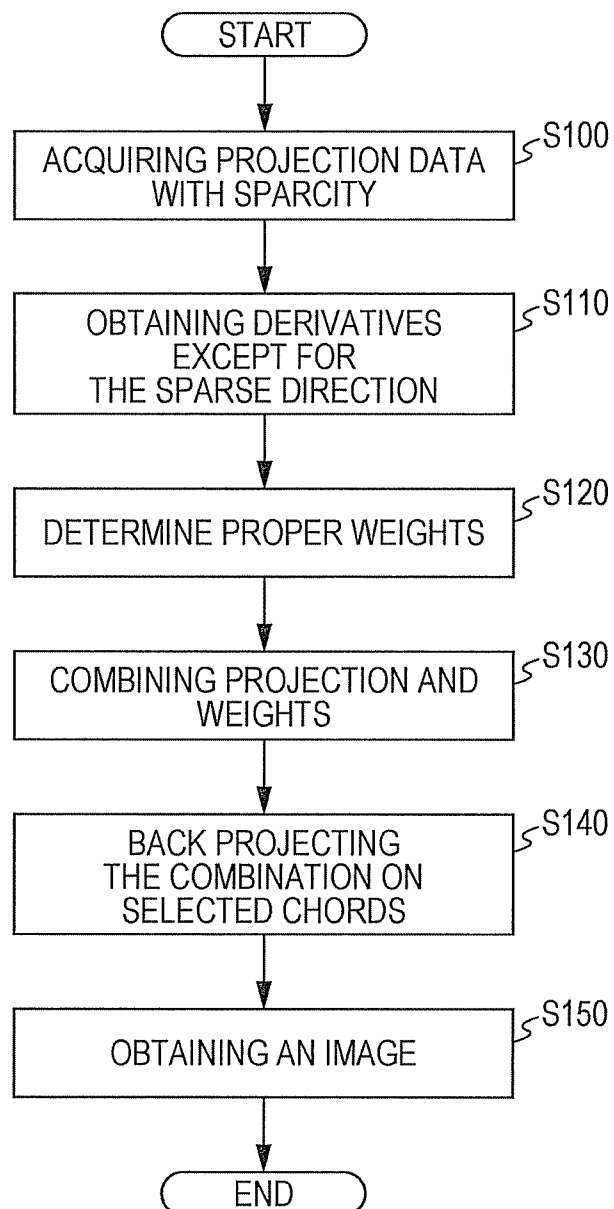 START
S100
ACQUIRING PROJECTION DATA
WITH SPARCITY
S110
OBTAINING DERIVATIVES
EXCEPT FOR
THE SPARSE DIRECTION
S120
DETERMINE PROPER WEIGHTS
S130
COMBINING PROJECTION AND
WEIGHTS
S140
BACK PROJECTING
THE COMBINATION ON
SELECTED CHORDS
S150
OBTAINING AN IMAGE
END